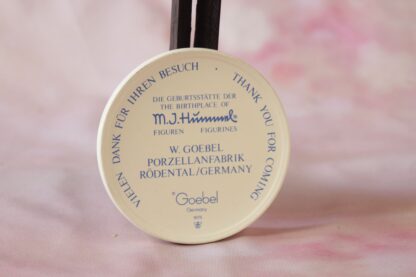 VIELEN DANK FÜR IHREN BESUCH · THANK YOU FOR COMING
DIE GEBURTSSTÄTTE DER
THE BIRTHPLACE OF
M.J.Hummel®
FIGUREN FIGURINES
W. GOEBEL
PORZELLANFABRIK
RÖDENTAL/GERMANY
®Goebel
Germany